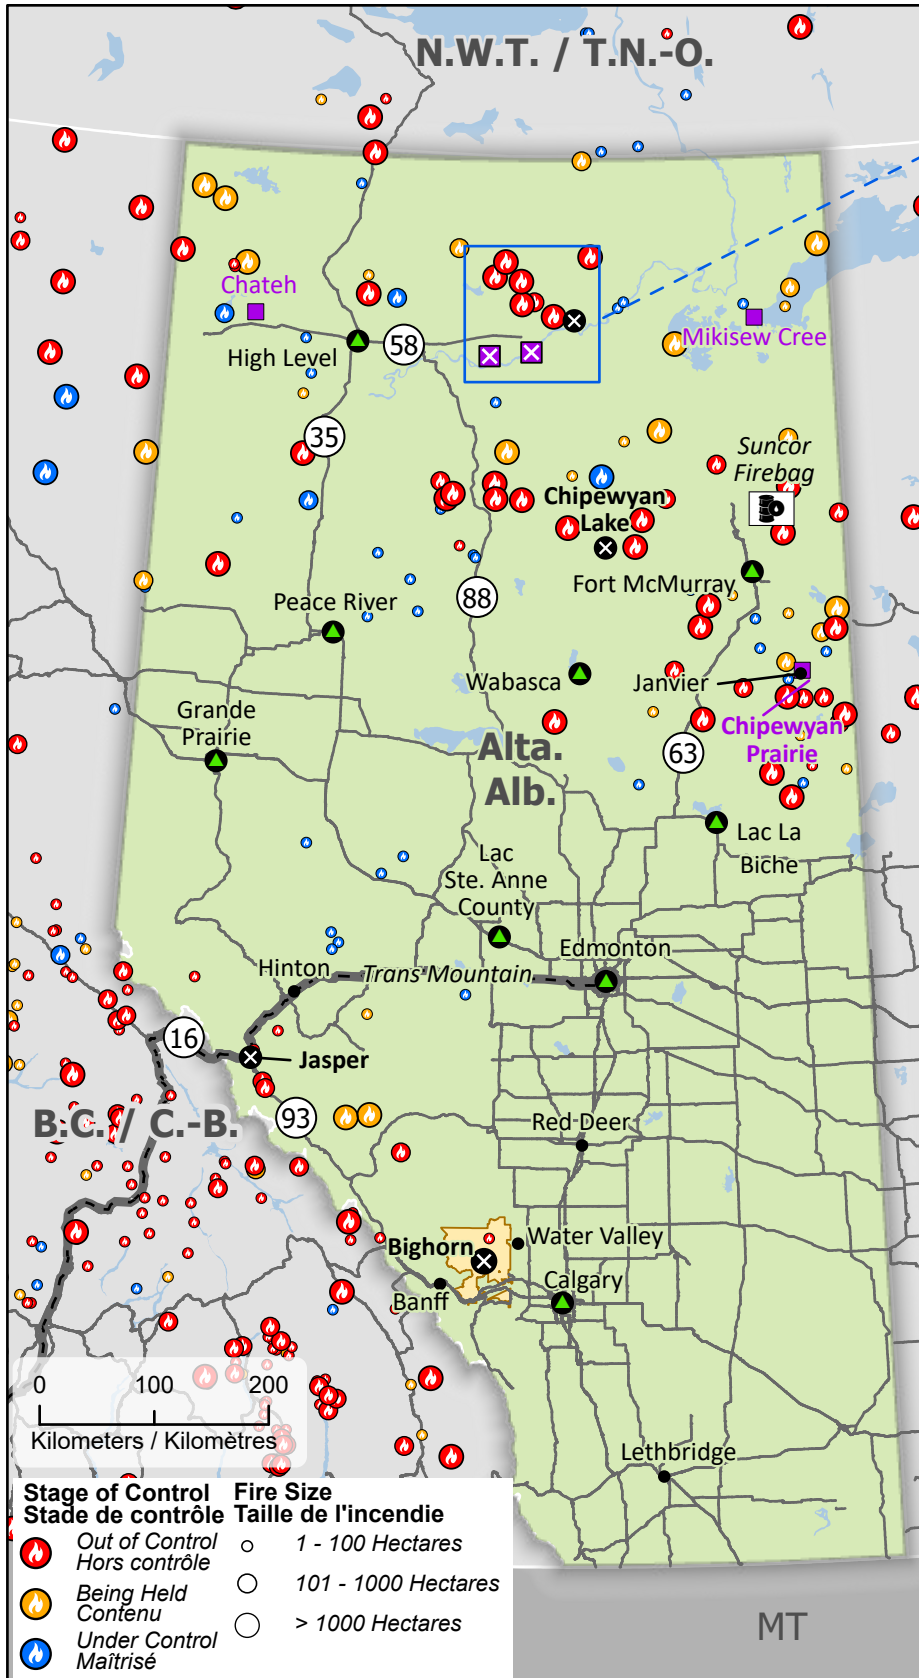 N.W.T. / T.N.-O.
Chateh
Mikisew Cree
High Level
58
35
Suncor
Firebag
Chipewyan
Lake
Fort McMurray
88
Peace River
Wabasca
Janvier
Grande
Prairie
Chipewyan
Prairie
Alta.
Alb.
63
Lac La
Biche
Lac
Ste. Anne
County
Edmonton
Hinton
Trans Mountain
16
Jasper
93
B.C. / C.-B.
Red Deer
Water Valley
Bighorn
Banff
Calgary
0 100 200
Kilometers / Kilomètres
Lethbridge
Stage of Control
Stade de contrôle
Out of Control
Hors contrôle
Being Held
Contenu
Under Control
Maîtrisé
Fire Size
Taille de l'incendie
1 - 100 Hectares
101 - 1000 Hectares
> 1000 Hectares
MT